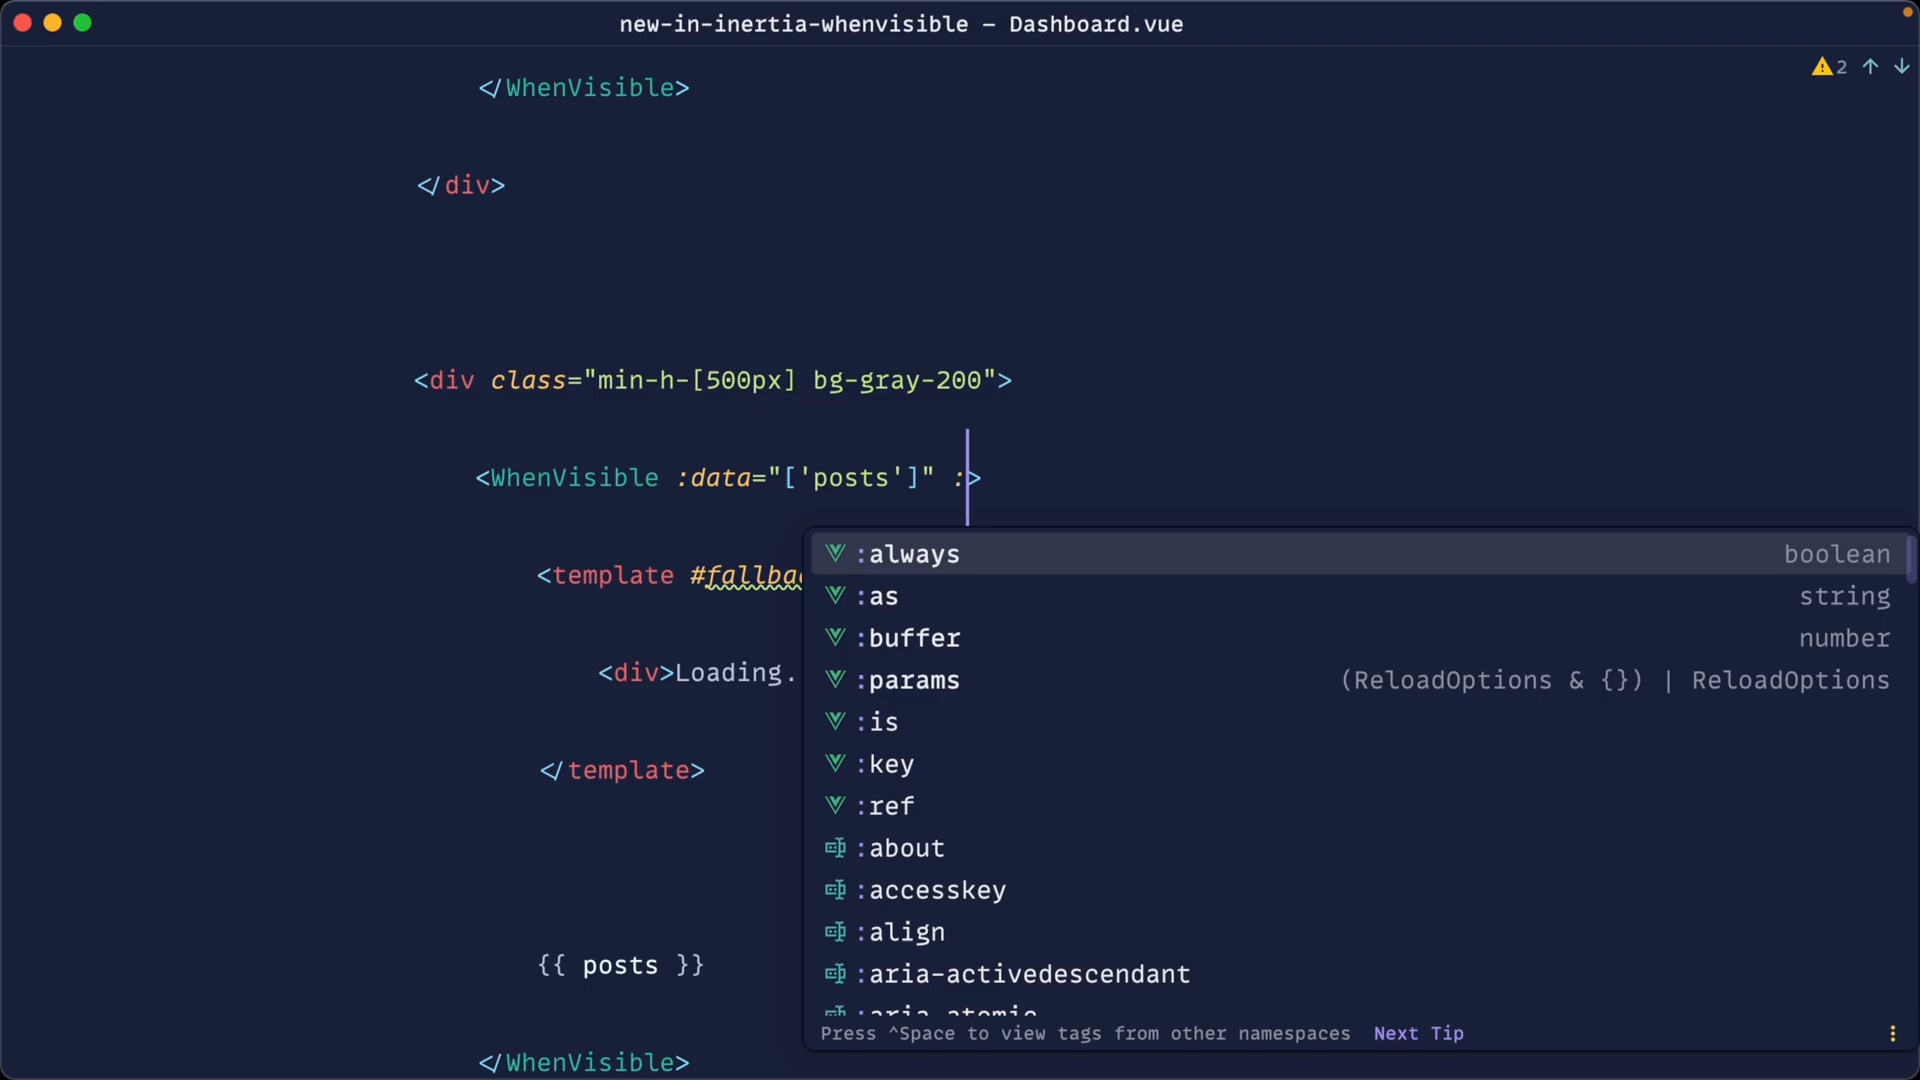 new-in-inertia-whenvisible – Dashboard.vue
2
</WhenVisible>
</div>
<div class="min-h-[500px] bg-gray-200">
<WhenVisible :data="['posts']" :>
<template #fallba
<div>Loading.
</template>
{{ posts }}
</WhenVisible>
:always boolean
:as string
:buffer number
:params (ReloadOptions & {}) | ReloadOptions
:is
:key
:ref
:about
:accesskey
:align
:aria-activedescendant
:aria-atomic
Press ^Space to view tags from other namespaces Next Tip